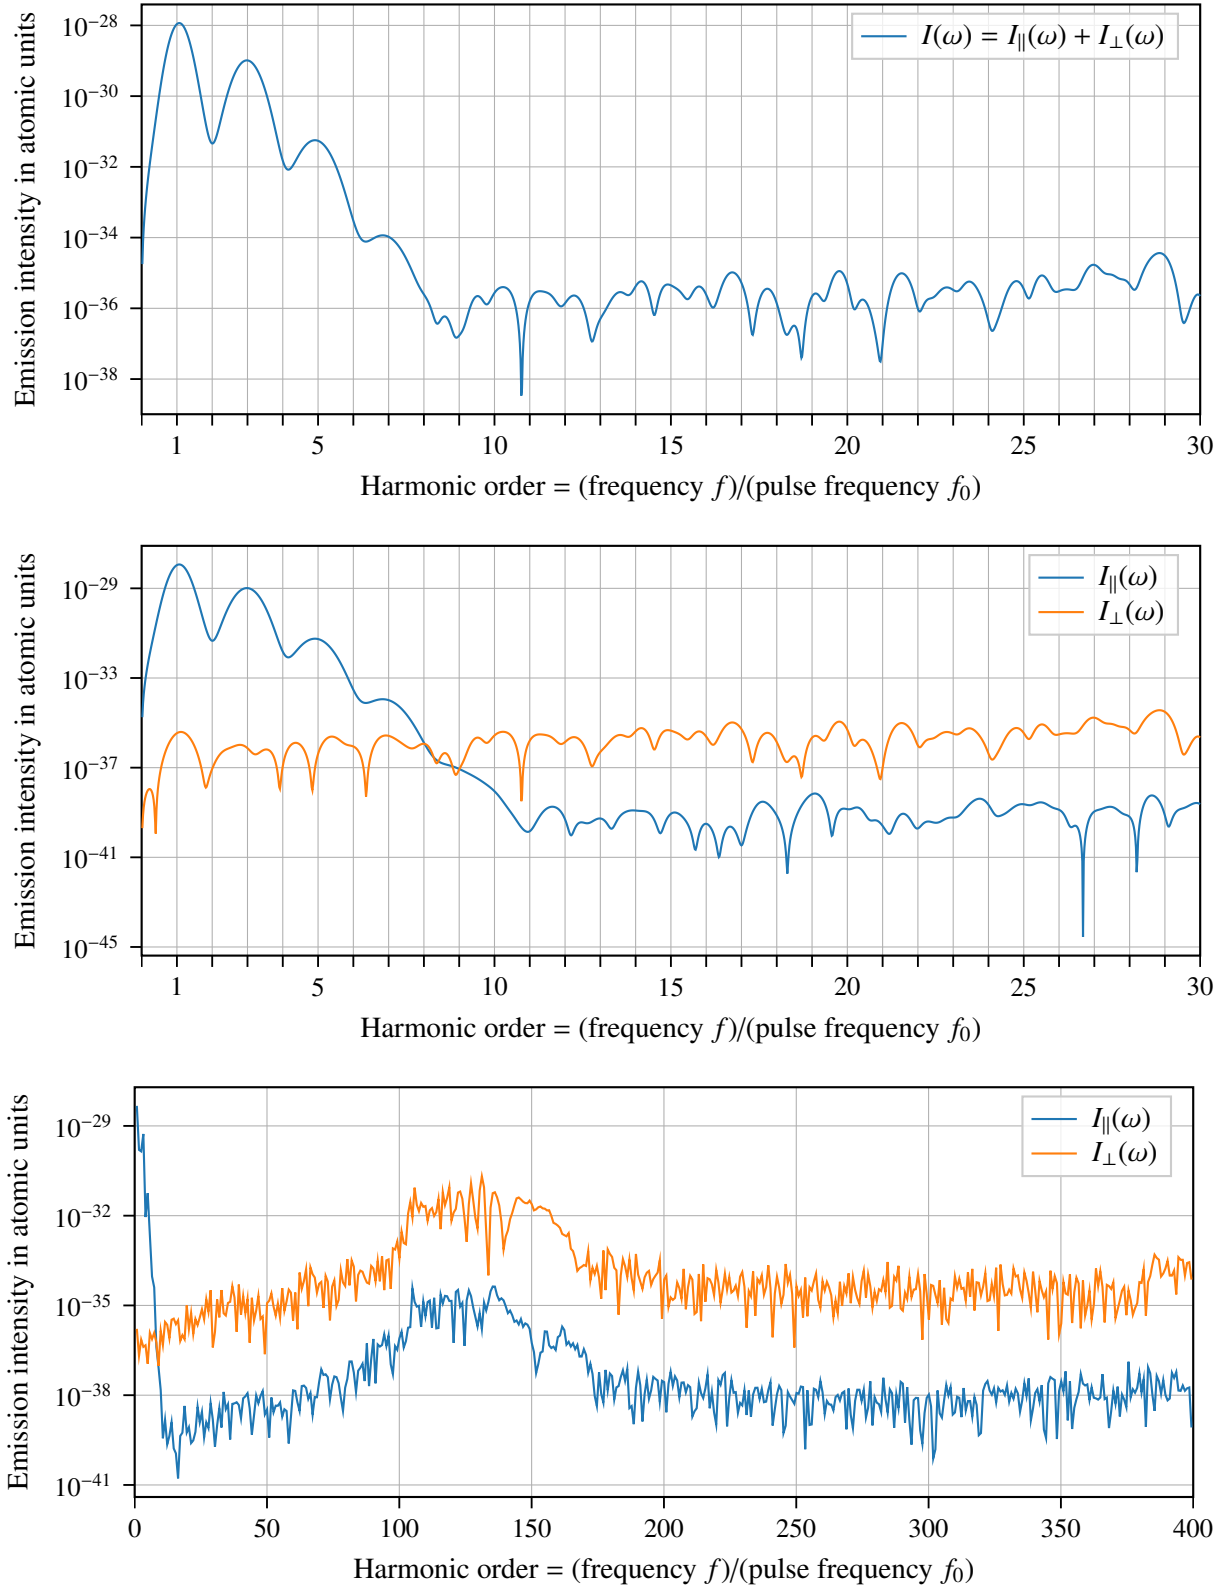 Emission intensity in atomic units
10⁻²⁸
10⁻³⁰
10⁻³²
10⁻³⁴
10⁻³⁶
10⁻³⁸
I(ω) = I∥(ω) + I⊥(ω)
1 5 10 15 20 25 30
Harmonic order = (frequency f)/(pulse frequency f₀)
Emission intensity in atomic units
10⁻²⁹
10⁻³³
10⁻³⁷
10⁻⁴¹
10⁻⁴⁵
I∥(ω)
I⊥(ω)
1 5 10 15 20 25 30
Harmonic order = (frequency f)/(pulse frequency f₀)
Emission intensity in atomic units
10⁻²⁹
10⁻³²
10⁻³⁵
10⁻³⁸
10⁻⁴¹
I∥(ω)
I⊥(ω)
0 50 100 150 200 250 300 350 400
Harmonic order = (frequency f)/(pulse frequency f₀)